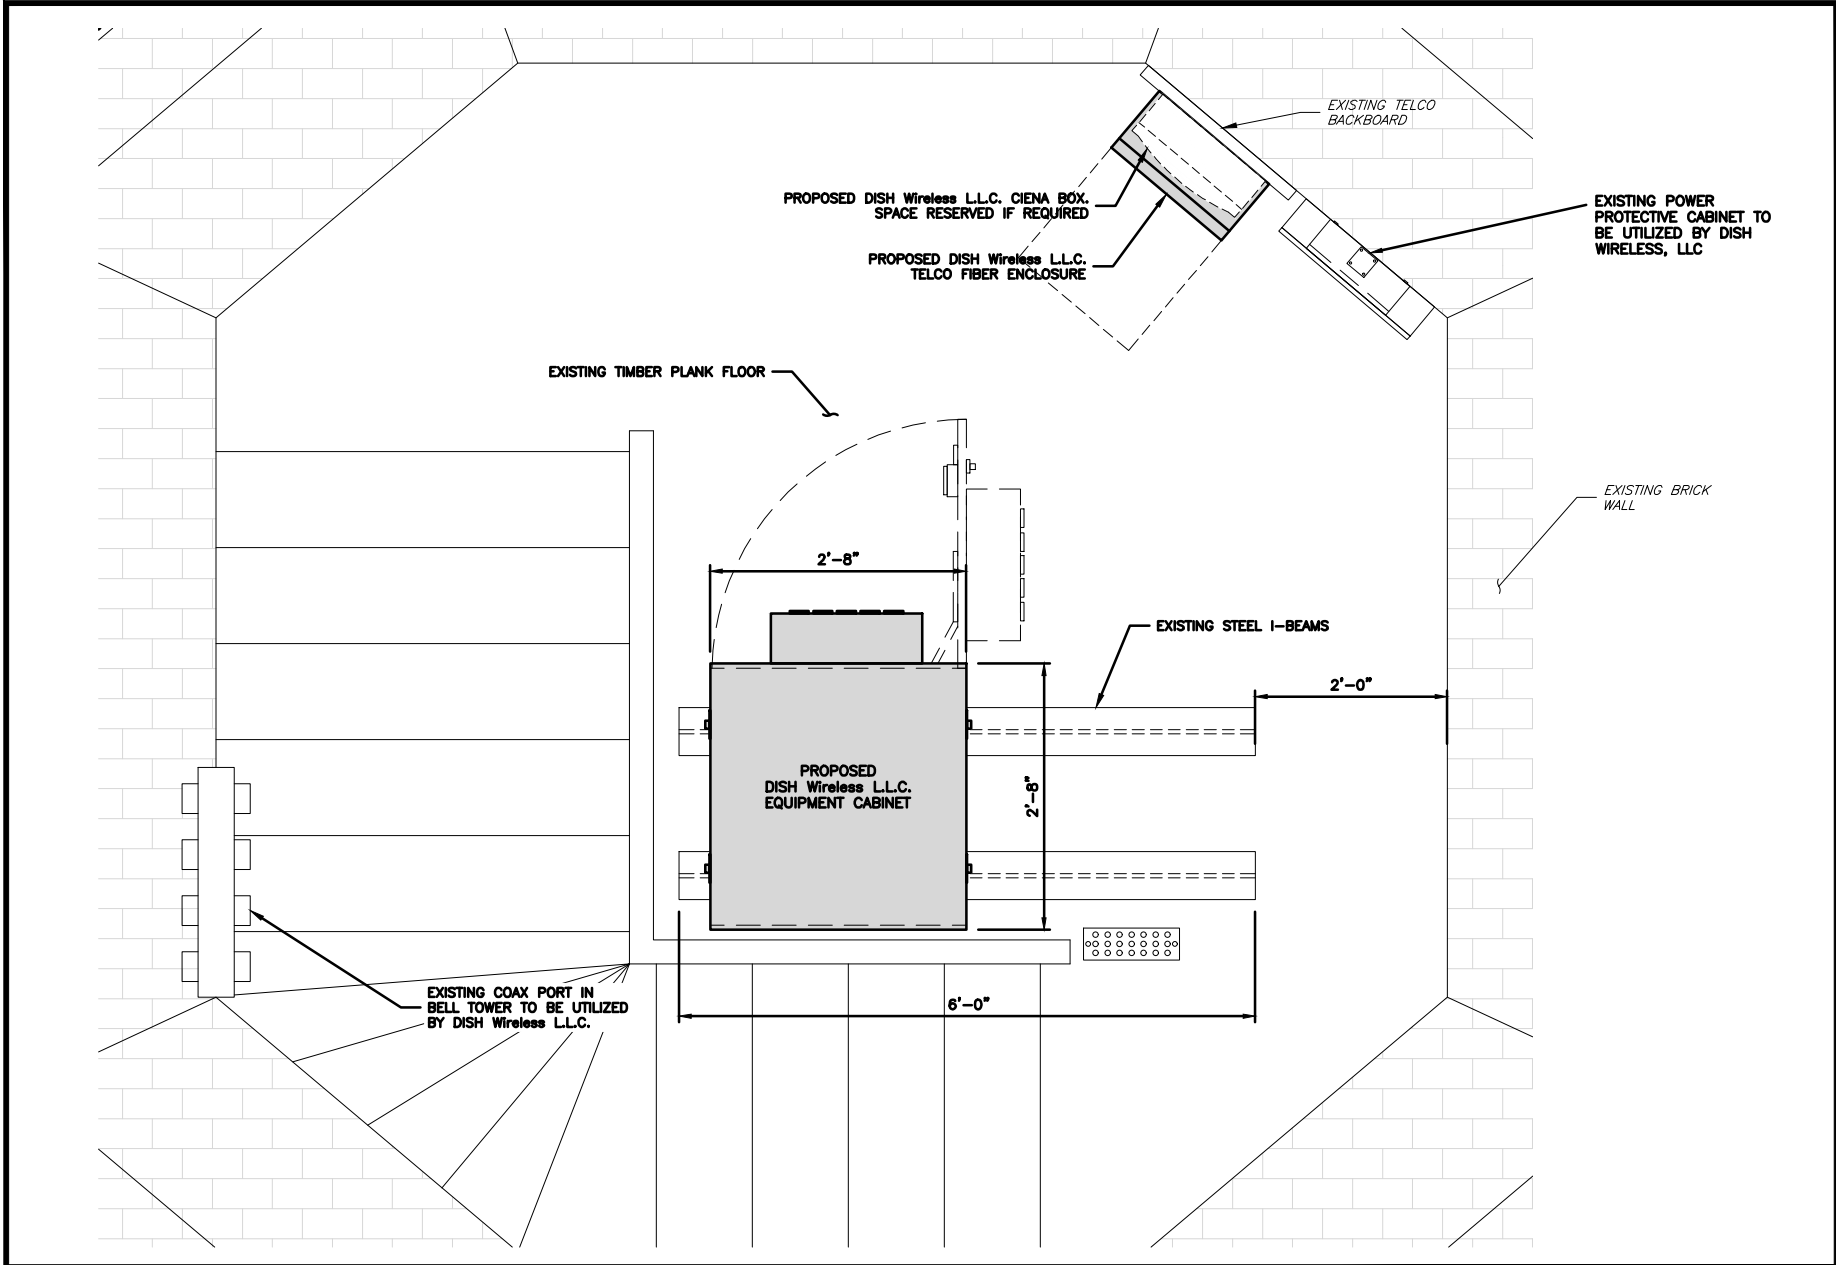 EXISTING TELCO
BACKBOARD
PROPOSED DISH Wireless L.L.C. CIENA BOX.
SPACE RESERVED IF REQUIRED
EXISTING POWER
PROTECTIVE CABINET TO
BE UTILIZED BY DISH
WIRELESS, LLC
PROPOSED DISH Wireless L.L.C.
TELCO FIBER ENCLOSURE
EXISTING TIMBER PLANK FLOOR
EXISTING BRICK
WALL
2'-8"
EXISTING STEEL I-BEAMS
2'-0"
PROPOSED
DISH Wireless L.L.C.
EQUIPMENT CABINET
2'-8"
EXISTING COAX PORT IN
BELL TOWER TO BE UTILIZED
BY DISH Wireless L.L.C.
6'-0"